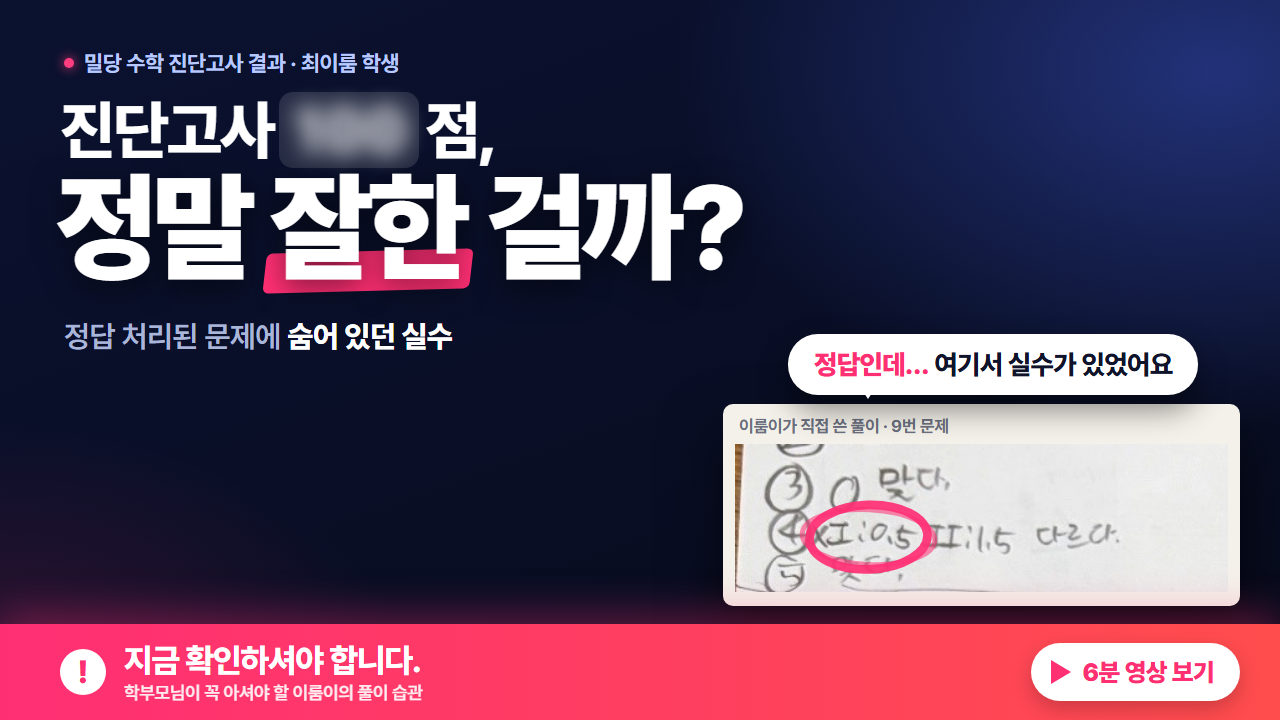 밀당 수학 진단고사 결과 · 최이룸 학생
진단고사 점,
정말 잘한 걸까?
정답 처리된 문제에 숨어 있던 실수
정답인데... 여기서 실수가 있었어요
이룸이가 직접 쓴 풀이 · 9번 문제
③ O 맞다,
④ X I:0.5 II:1.5 다르다.
⑤ 맞다,
! 지금 확인하셔야 합니다.
학부모님이 꼭 아셔야 할 이룸이의 풀이 습관
6분 영상 보기